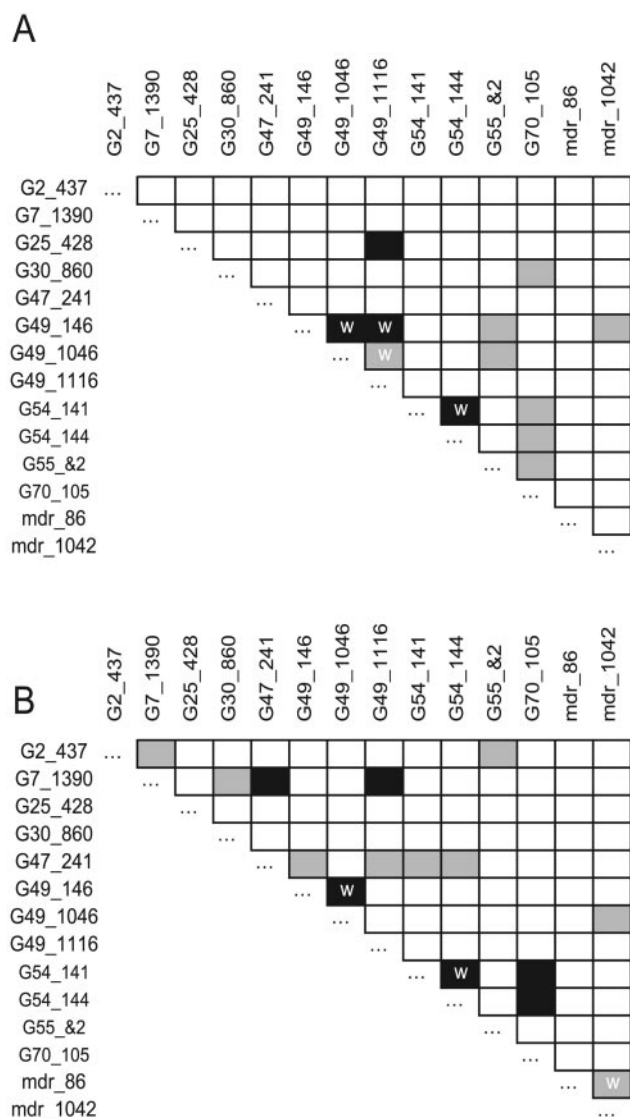 A
G2_437 G7_1390 G25_428 G30_860 G47_241 G49_146 G49_1046 G49_1116 G54_141 G54_144 G55_&2 G70_105 mdr_86 mdr_1042
G2_437 ...
G7_1390 ...
G25_428 ...
G30_860 ...
G47_241 ...
G49_146 ... W W
G49_1046 ... W
G49_1116 ...
G54_141 ... W
G54_144 ...
G55_&2 ...
G70_105 ...
mdr_86 ...
mdr_1042 ...
B
G2_437 G7_1390 G25_428 G30_860 G47_241 G49_146 G49_1046 G49_1116 G54_141 G54_144 G55_&2 G70_105 mdr_86 mdr_1042
G2_437 ...
G7_1390 ...
G25_428 ...
G30_860 ...
G47_241 ...
G49_146 ... W
G49_1046 ...
G49_1116 ...
G54_141 ... W
G54_144 ...
G55_&2 ...
G70_105 ...
mdr_86 ... W
mdr_1042 ...